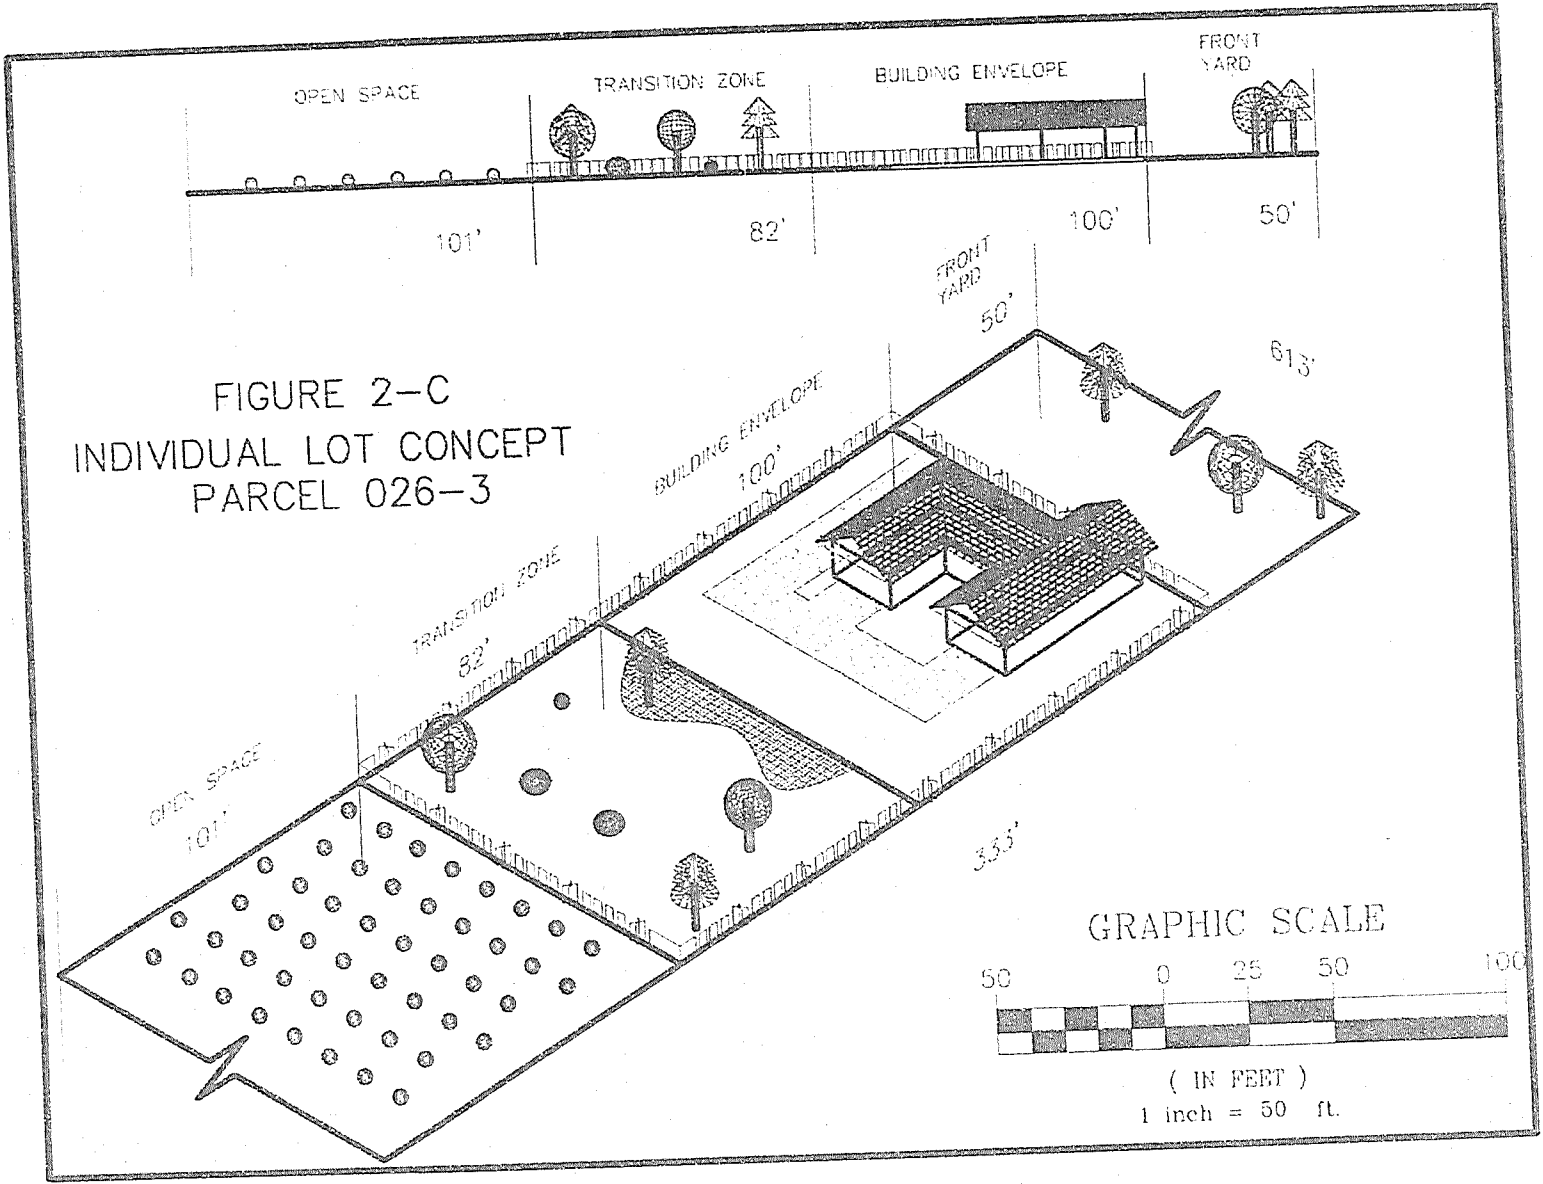 OPEN SPACE
TRANSITION ZONE
BUILDING ENVELOPE
FRONT
YARD
101'
82'
100'
50'
FRONT
YARD
50'
613'
FIGURE 2-C
INDIVIDUAL LOT CONCEPT
PARCEL 026-3
BUILDING ENVELOPE
100'
TRANSITION ZONE
82'
OPEN SPACE
101'
333'
GRAPHIC SCALE
50 0 25 50 100
( IN FEET )
1 inch = 50 ft.